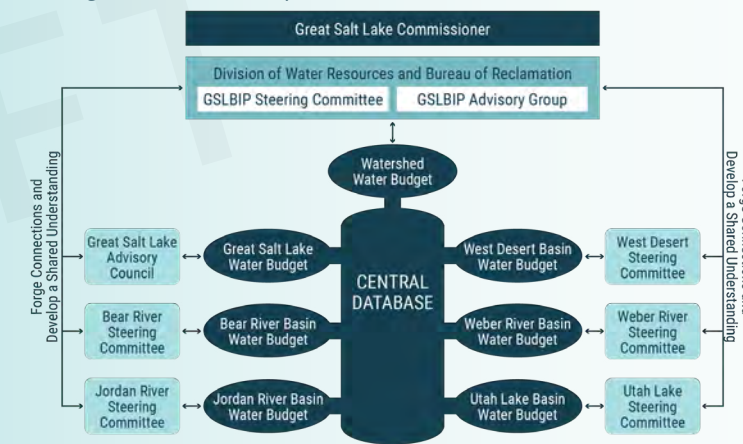 Great Salt Lake Commissioner
Division of Water Resources and Bureau of Reclamation
GSLBIP Steering Committee
GSLBIP Advisory Group
Watershed
Water Budget
Forge Connections and
Develop a Shared Understanding
Great Salt Lake
Advisory
Council
Great Salt Lake
Water Budget
CENTRAL
DATABASE
West Desert Basin
Water Budget
West Desert
Steering
Committee
Bear River
Steering
Committee
Bear River Basin
Water Budget
Weber River Basin
Water Budget
Weber River
Steering
Committee
Jordan River
Steering
Committee
Jordan River Basin
Water Budget
Utah Lake Basin
Water Budget
Utah Lake
Steering
Committee
Develop a Shared Understanding